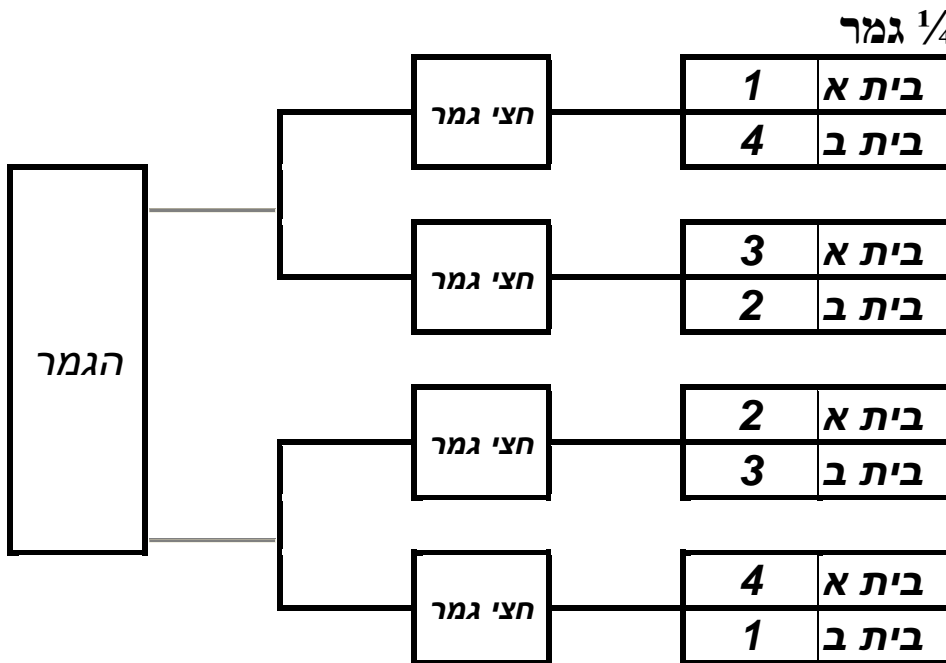 ¼ גמר
בית א 1
בית ב 4
חצי גמר
בית א 3
בית ב 2
חצי גמר
בית א 2
בית ב 3
חצי גמר
בית א 4
בית ב 1
חצי גמר
הגמר